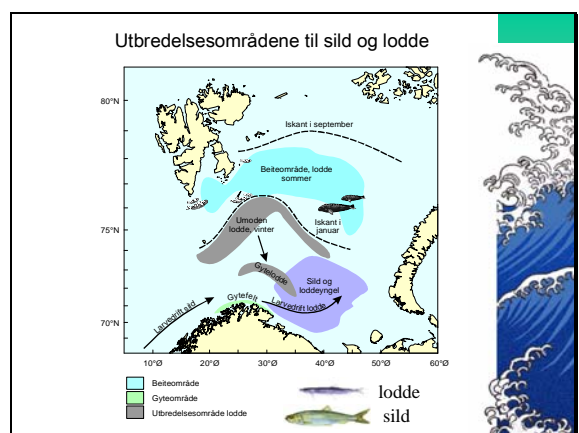 Utbredelsesområdene til sild og lodde
80°N
Iskant i september
Beiteområde, lodde
sommer
75°N
Umoden
lodde, vinter
Iskant i
januar
Gytelodde
Sild og
loddeyngel
Gytefelt
Larvedrift lodde
Larvedrift sild
70°N
10°Ø 20°Ø 30°Ø 40°Ø 50°Ø 60°Ø
Beiteområde
Gyteområde
Utbredelsesområde lodde
lodde
sild